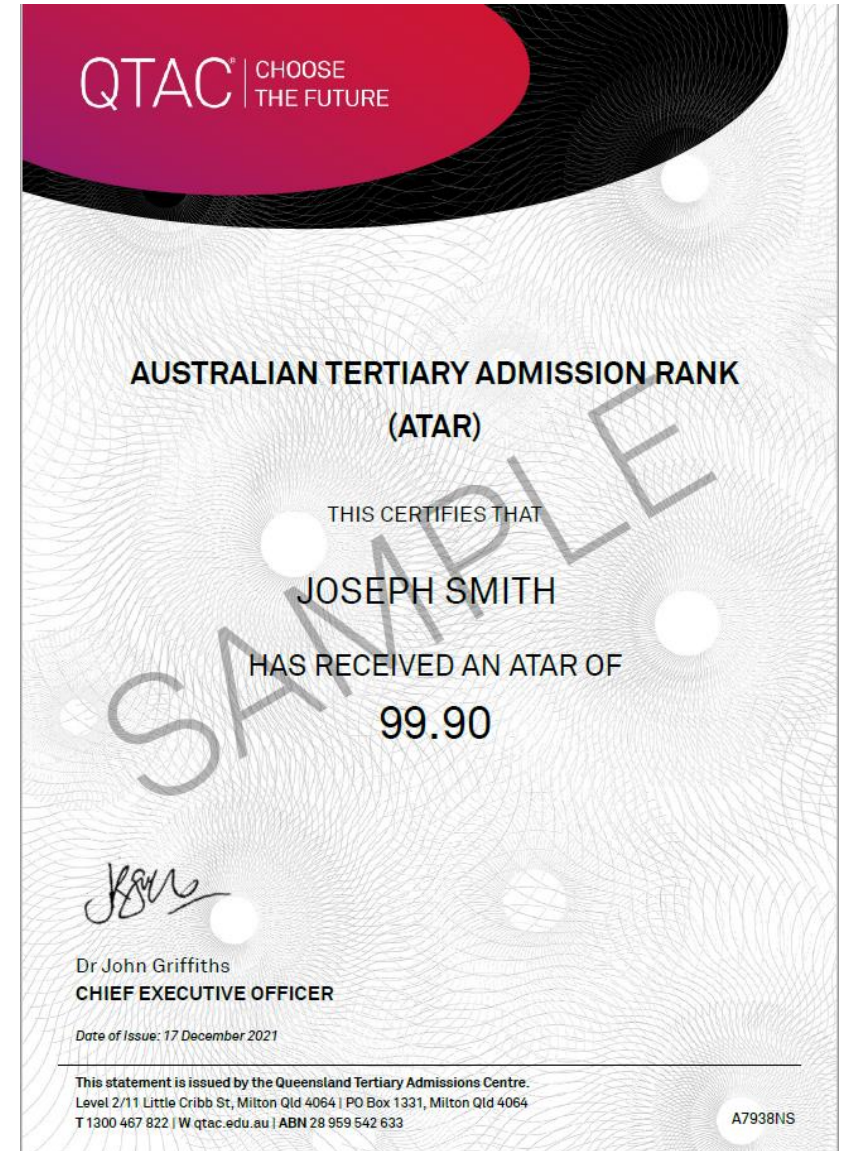 QTAC® CHOOSE
THE FUTURE
AUSTRALIAN TERTIARY ADMISSION RANK
(ATAR)
THIS CERTIFIES THAT
JOSEPH SMITH
HAS RECEIVED AN ATAR OF
99.90
SAMPLE
Dr John Griffiths
CHIEF EXECUTIVE OFFICER
Date of Issue: 17 December 2021
This statement is issued by the Queensland Tertiary Admissions Centre.
Level 2/11 Little Cribb St, Milton Qld 4064 | PO Box 1331, Milton Qld 4064
T 1300 467 822 | W qtac.edu.au | ABN 28 959 542 633
A7938NS